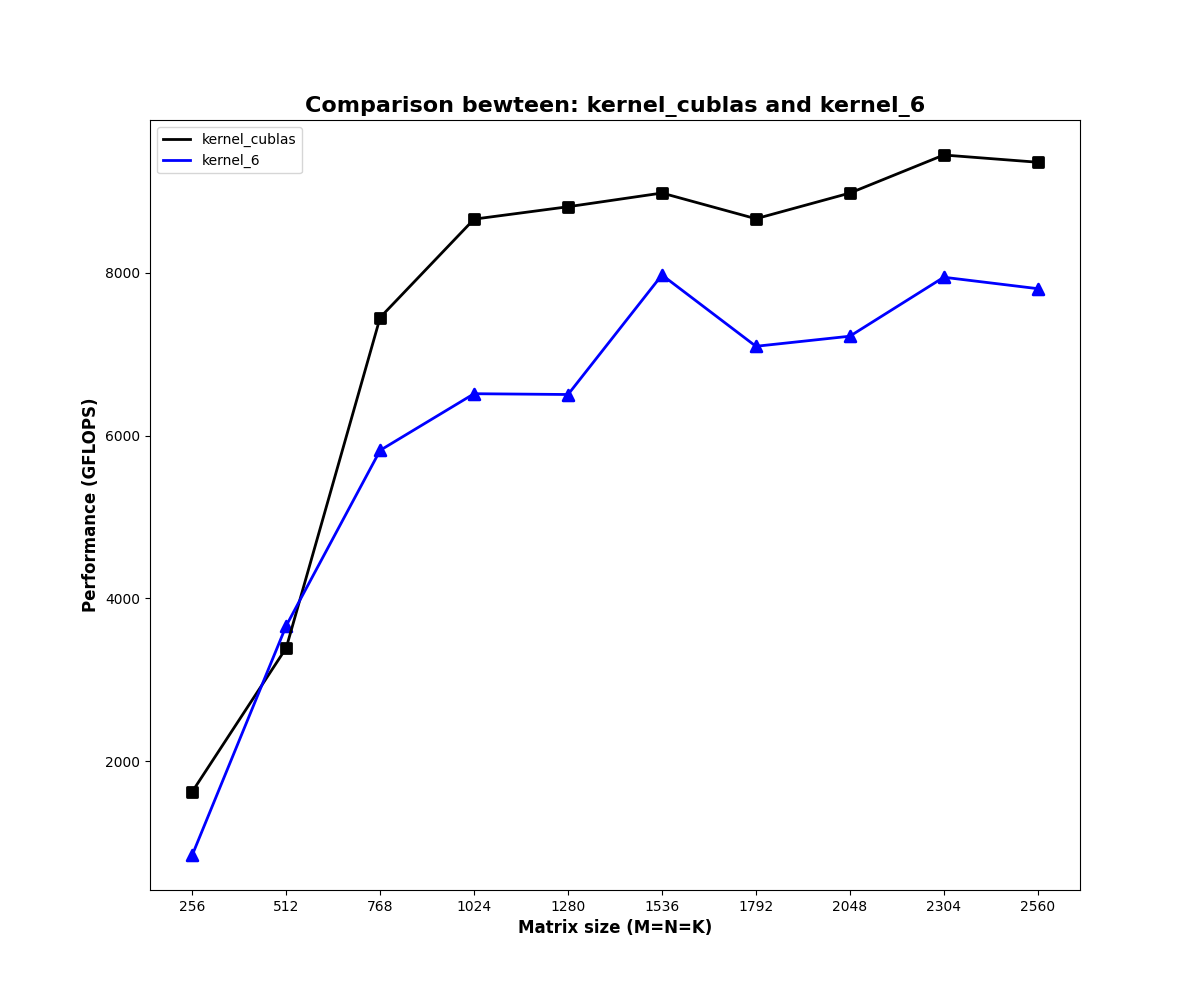 Comparison bewteen: kernel_cublas and kernel_6
kernel_cublas
kernel_6
Performance (GFLOPS)
8000
6000
4000
2000
256 512 768 1024 1280 1536 1792 2048 2304 2560
Matrix size (M=N=K)